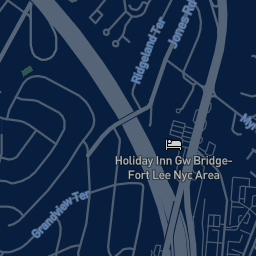 Ridgeland Ter
Jones Rd
Holiday Inn Gw Bridge-
Fort Lee Nyc Area
Grandview Ter